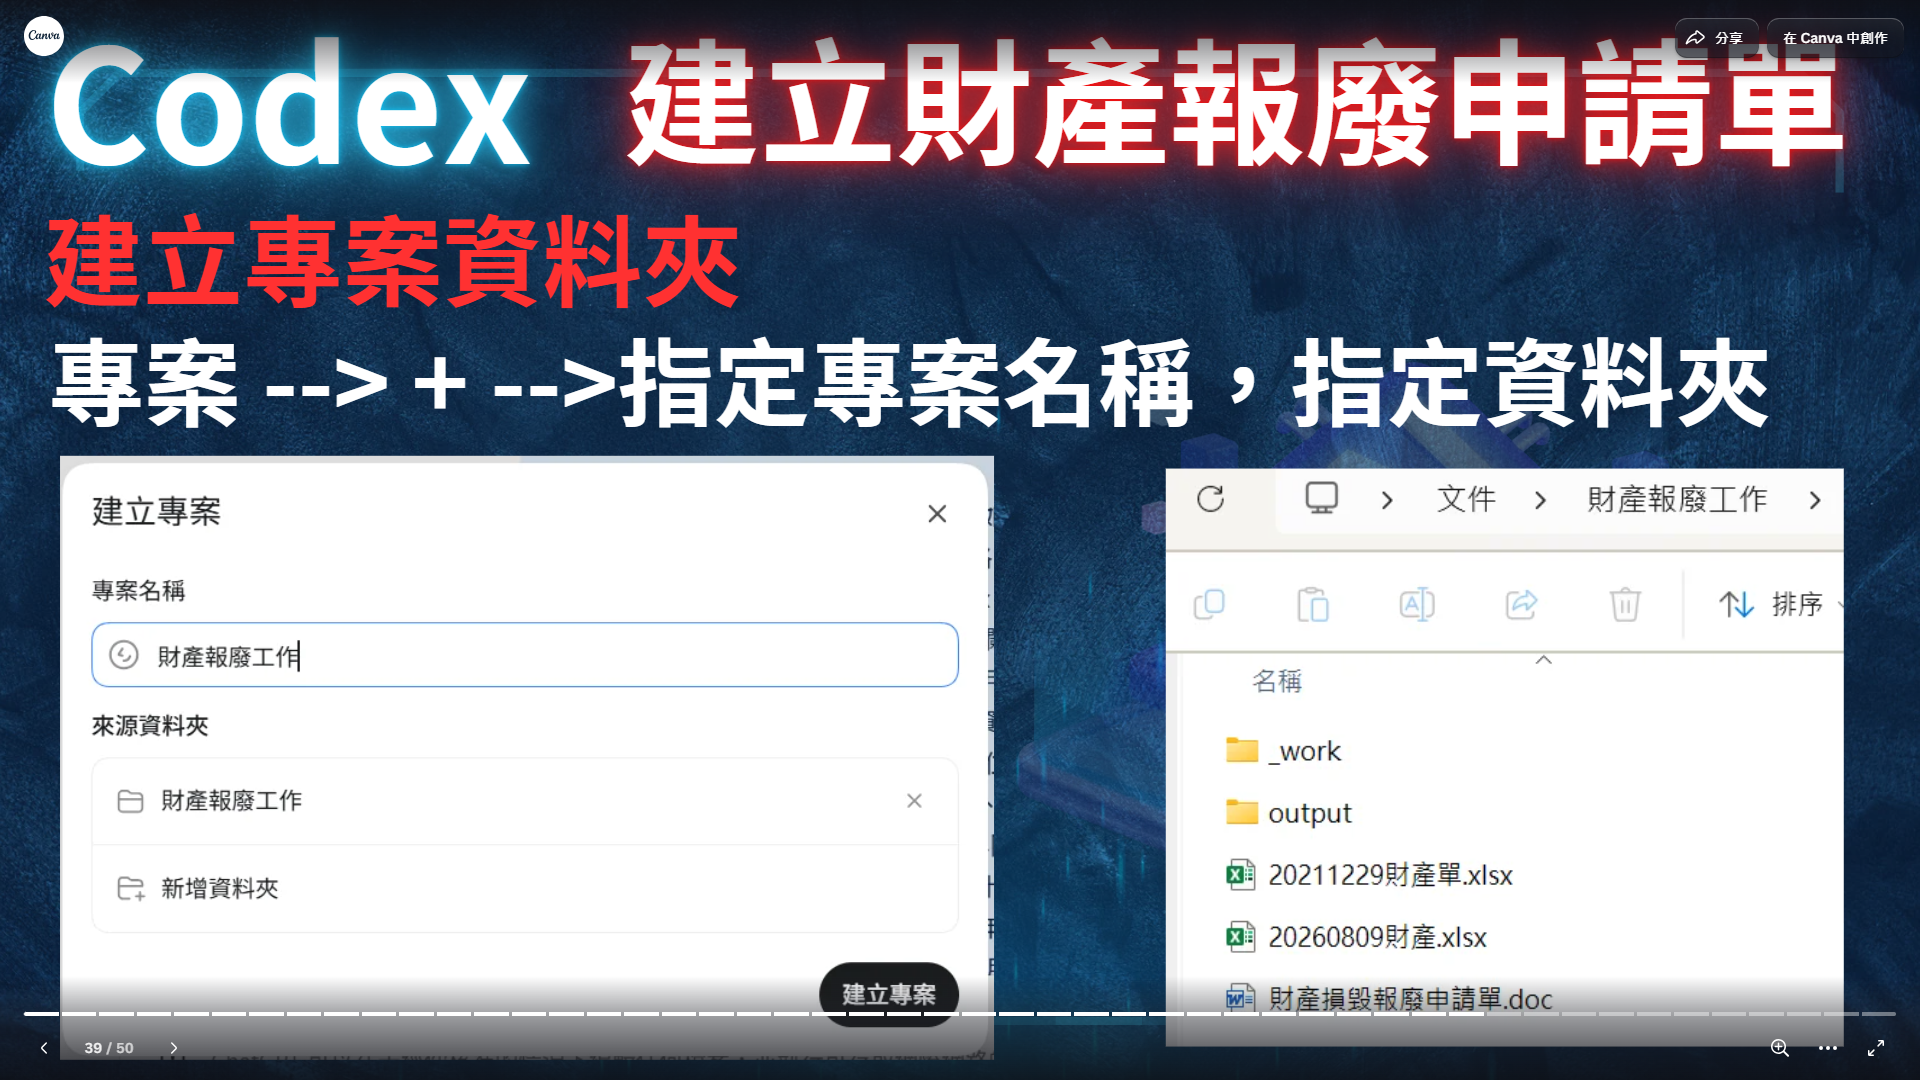 Canva
分享
在 Canva 中創作
Codex 建立財產報廢申請單
建立專案資料夾
專案 --> + -->指定專案名稱，指定資料夾
建立專案
專案名稱
財產報廢工作
來源資料夾
財產報廢工作
新增資料夾
建立專案
文件
財產報廢工作
排序
名稱
_work
output
20211229財產單.xlsx
20260809財產.xlsx
財產損毀報廢申請單.doc
39 / 50